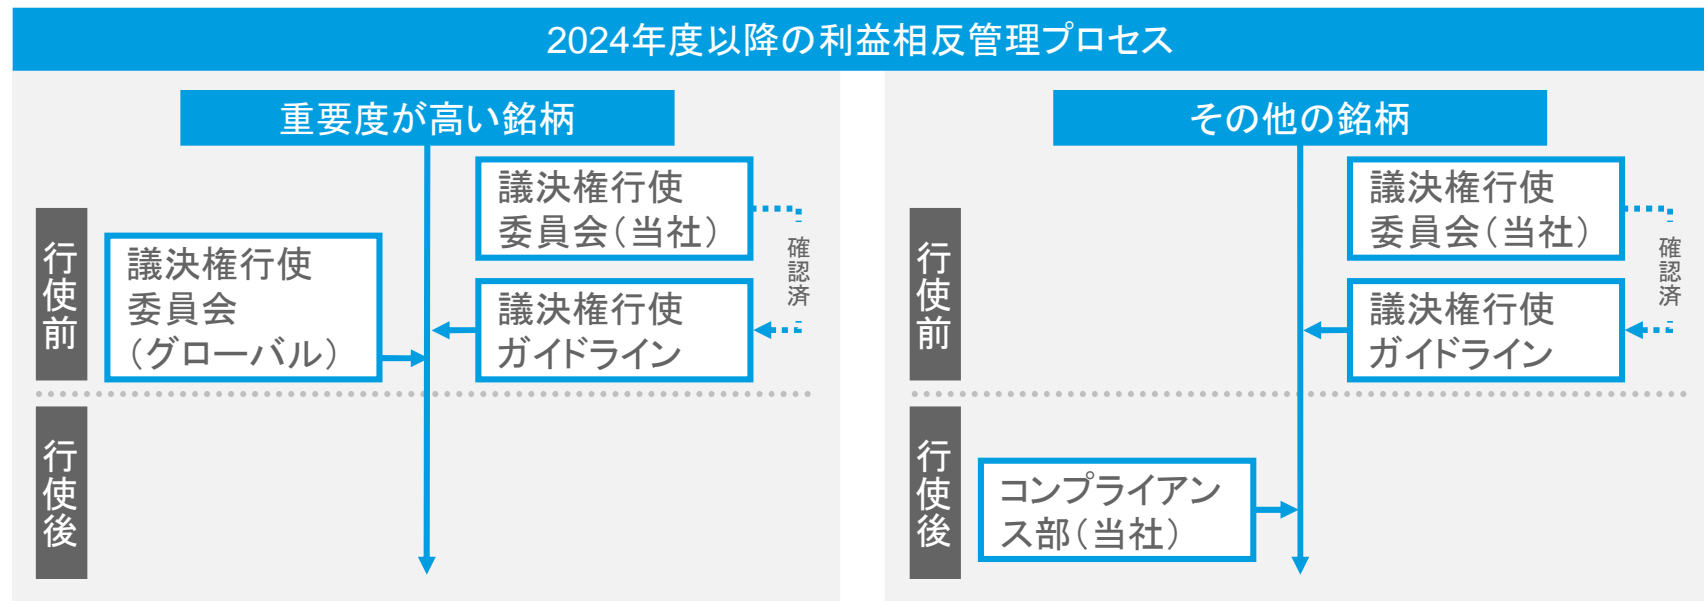 2024年度以降の利益相反管理プロセス
重要度が高い銘柄
行使前
議決権行使
委員会
（グローバル）
議決権行使
委員会（当社）
確認済
議決権行使
ガイドライン
行使後
その他の銘柄
行使前
議決権行使
委員会（当社）
確認済
議決権行使
ガイドライン
行使後
コンプライアン
ス部（当社）